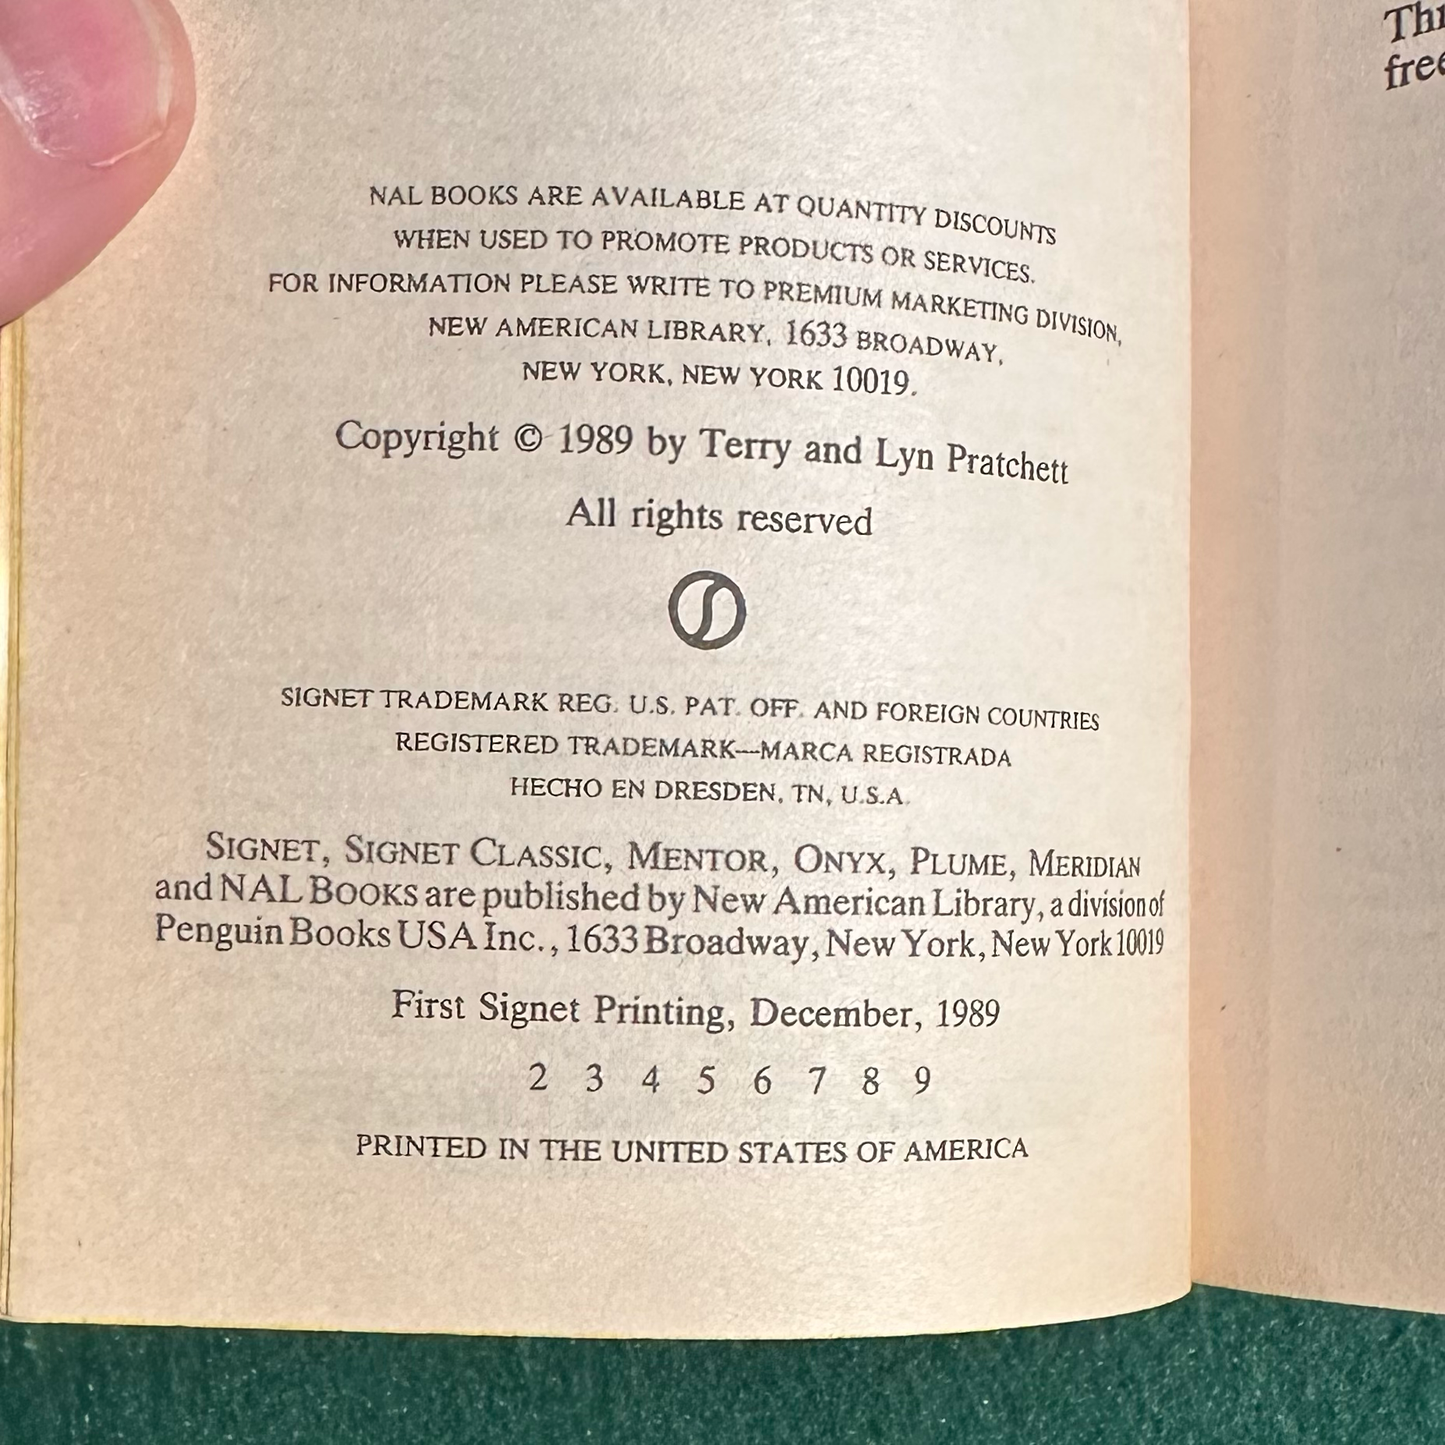 NAL BOOKS ARE AVAILABLE AT QUANTITY DISCOUNTS
WHEN USED TO PROMOTE PRODUCTS OR SERVICES.
FOR INFORMATION PLEASE WRITE TO PREMIUM MARKETING DIVISION,
NEW AMERICAN LIBRARY, 1633 BROADWAY,
NEW YORK, NEW YORK 10019.
Copyright © 1989 by Terry and Lyn Pratchett
All rights reserved
SIGNET TRADEMARK REG. U.S. PAT. OFF. AND FOREIGN COUNTRIES
REGISTERED TRADEMARK—MARCA REGISTRADA
HECHO EN DRESDEN, TN, U.S.A.
SIGNET, SIGNET CLASSIC, MENTOR, ONYX, PLUME, MERIDIAN
and NAL BOOKS are published by New American Library, a division of
Penguin Books USA Inc., 1633 Broadway, New York, New York 10019
First Signet Printing, December, 1989
2 3 4 5 6 7 8 9
PRINTED IN THE UNITED STATES OF AMERICA